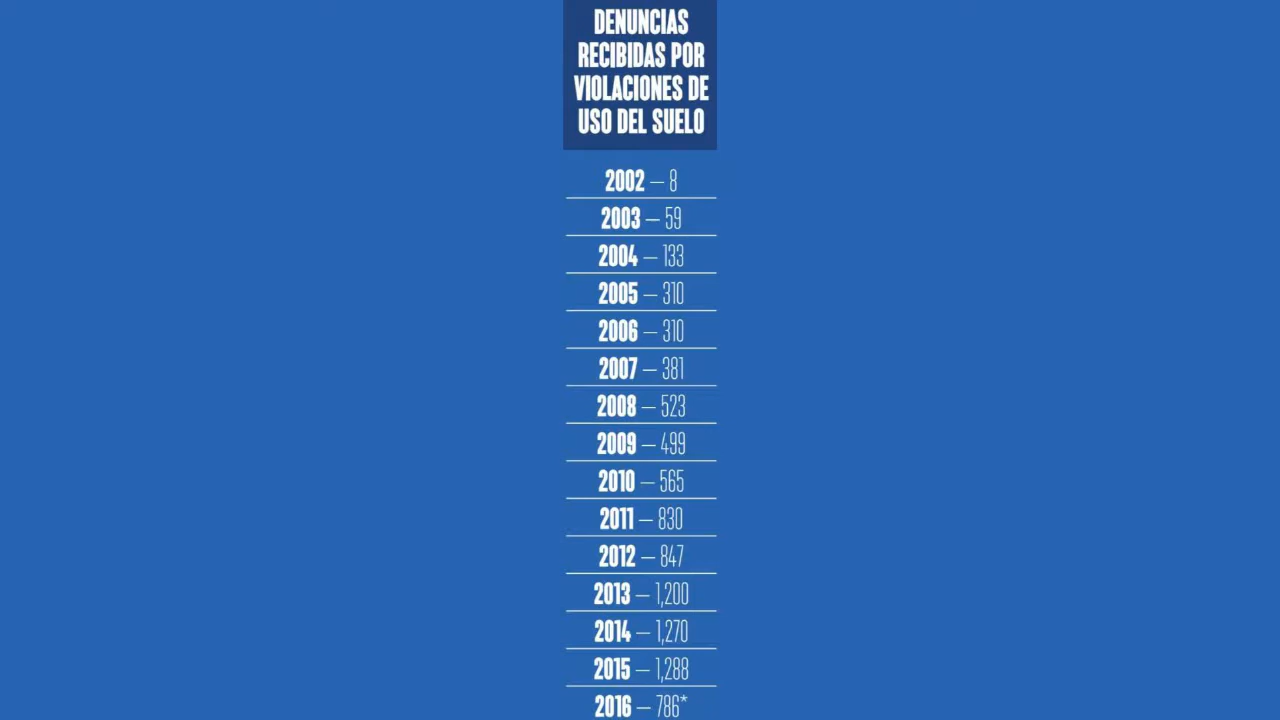 DENUNCIAS
RECIBIDAS POR
VIOLACIONES DE
USO DEL SUELO
2002 — 8
2003 — 59
2004 — 133
2005 — 310
2006 — 310
2007 — 381
2008 — 523
2009 — 499
2010 — 565
2011 — 830
2012 — 847
2013 — 1,200
2014 — 1,270
2015 — 1,288
2016 — 786*